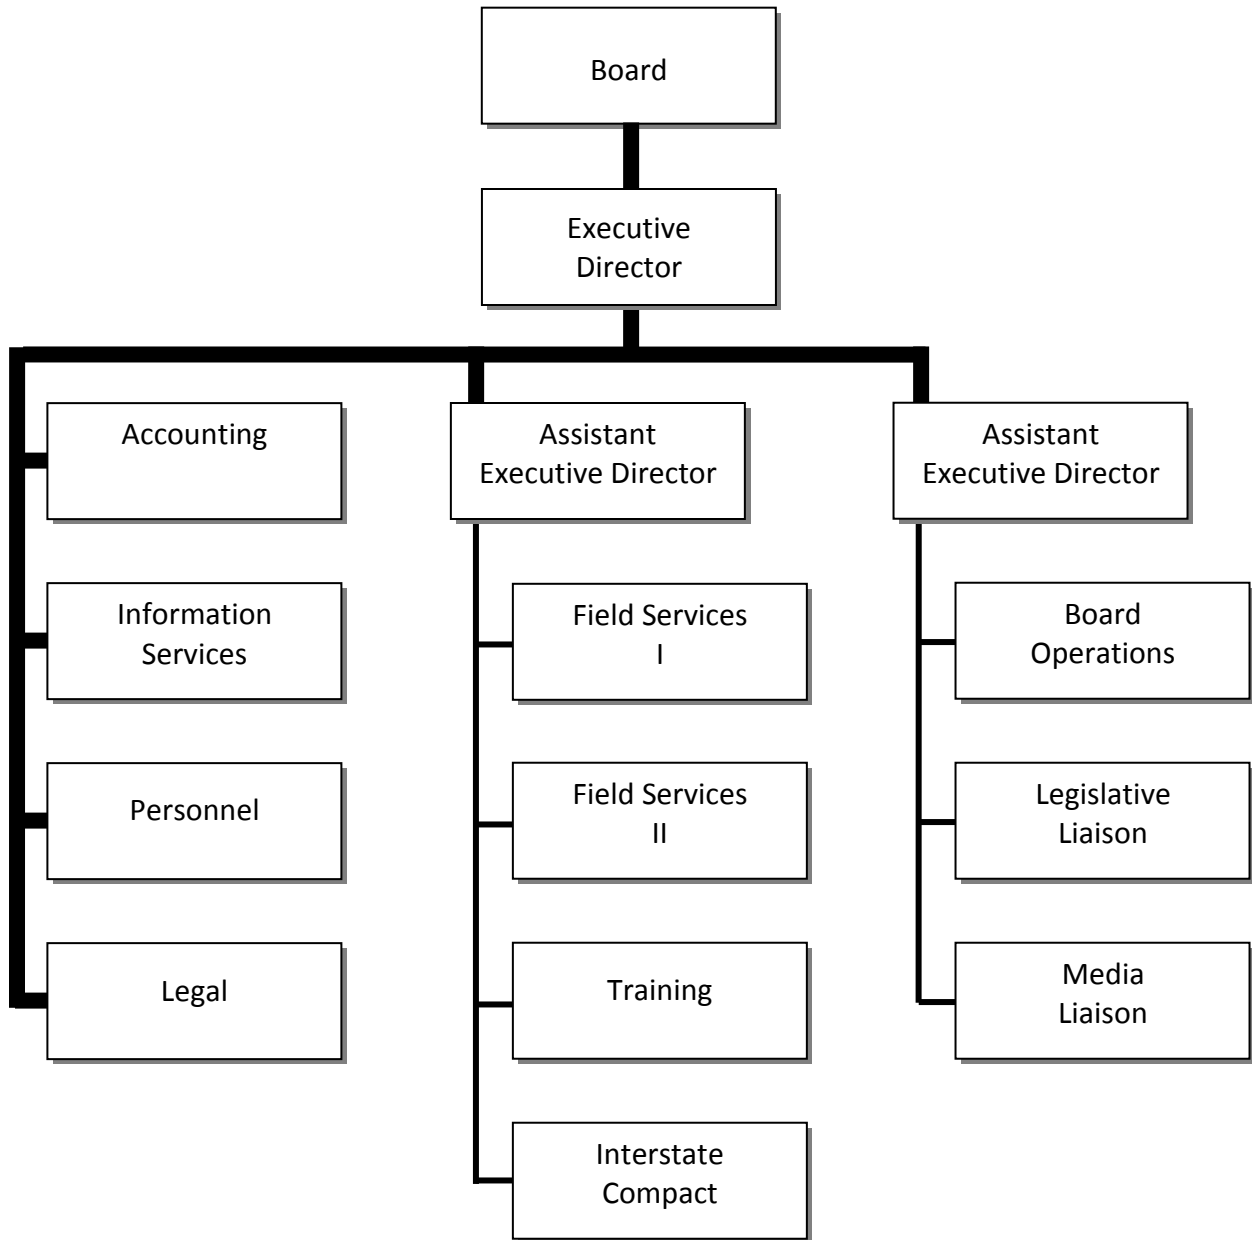 Board
Executive
Director
Accounting
Information
Services
Personnel
Legal
Assistant
Executive Director
Field Services
I
Field Services
II
Training
Interstate
Compact
Assistant
Executive Director
Board
Operations
Legislative
Liaison
Media
Liaison